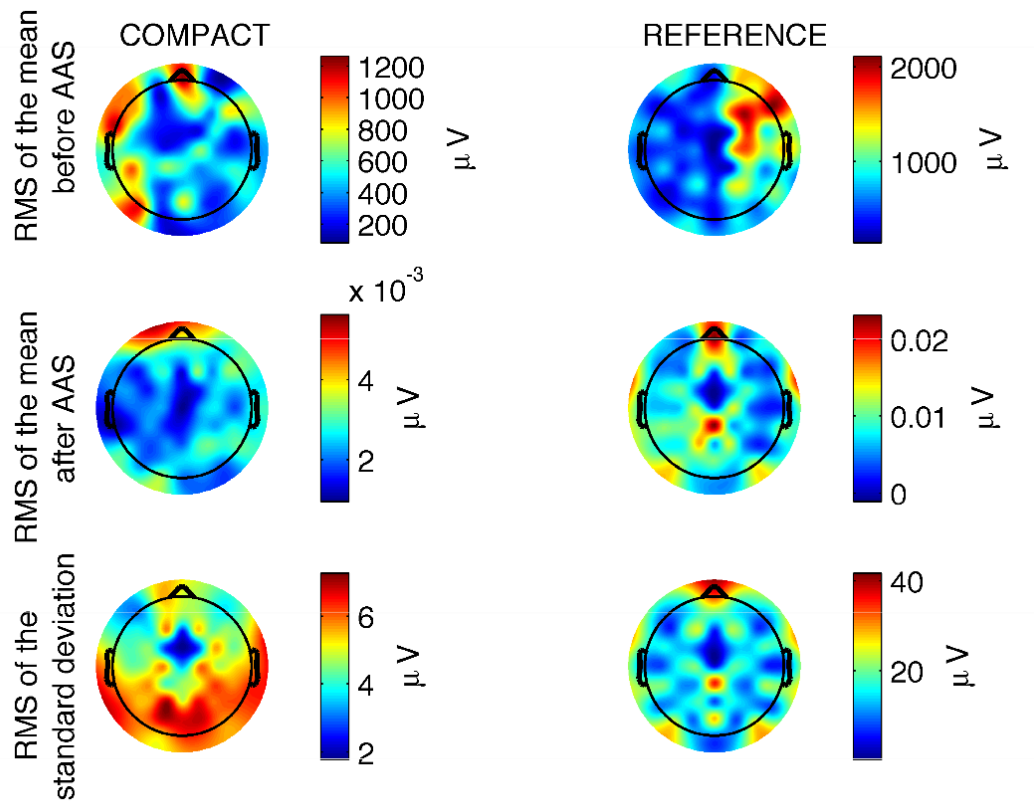 COMPACT
REFERENCE
RMS of the mean
before AAS
1200
1000
800
600
400
200
μ V
2000
1000
μ V
RMS of the mean
after AAS
x 10⁻³
4
2
μ V
0.02
0.01
0
μ V
RMS of the
standard deviation
6
4
2
μ V
40
20
μ V